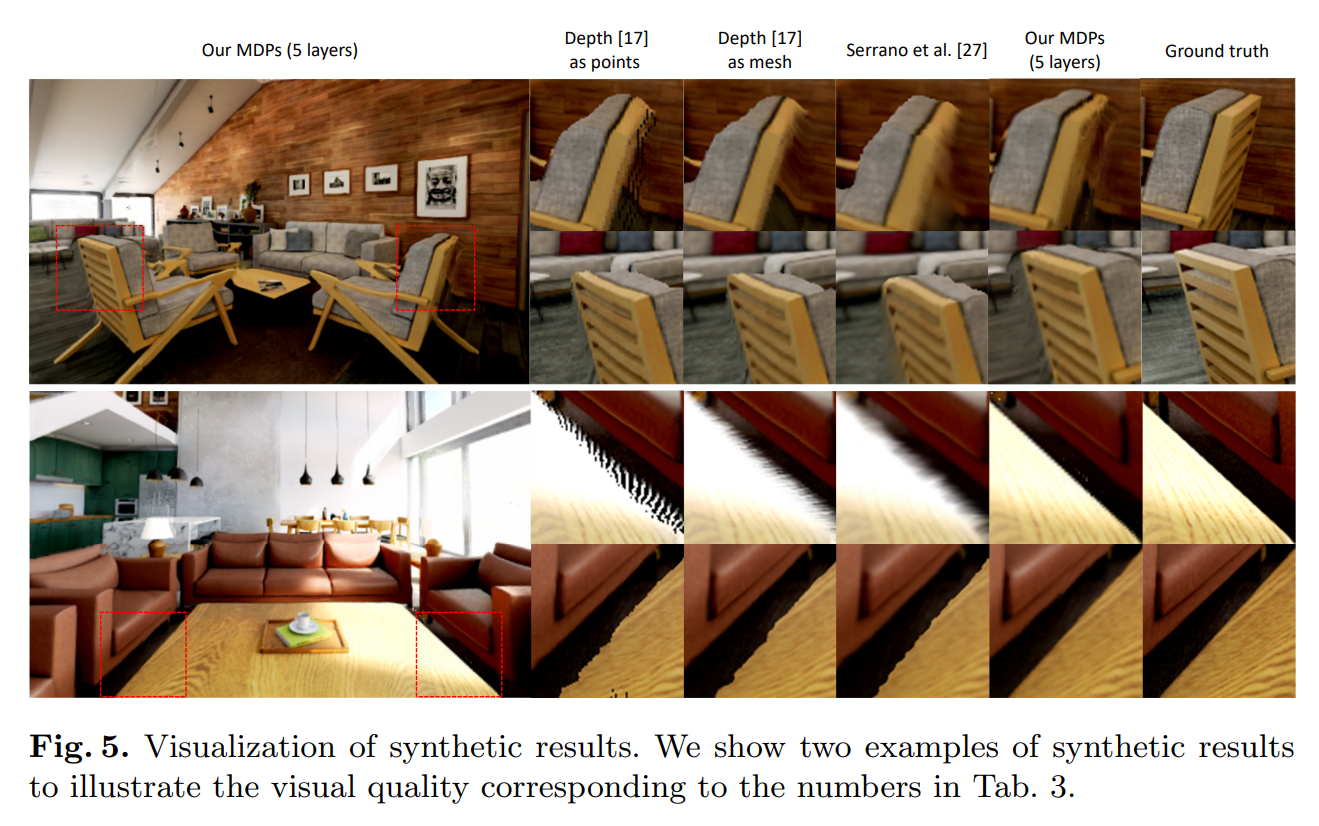 Our MDPs (5 layers)
Depth [17]
as points
Depth [17]
as mesh
Serrano et al. [27]
Our MDPs
(5 layers)
Ground truth
Fig. 5. Visualization of synthetic results. We show two examples of synthetic results
to illustrate the visual quality corresponding to the numbers in Tab. 3.